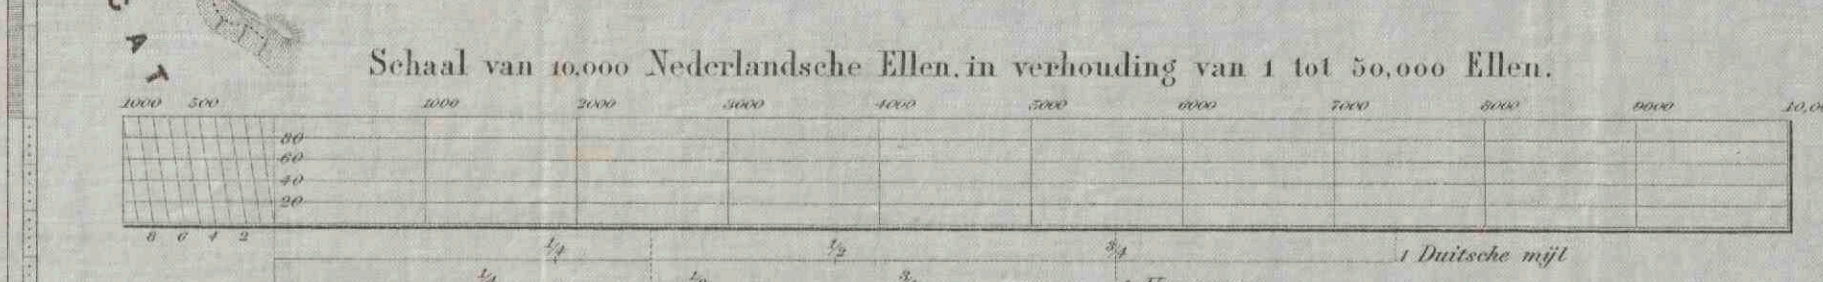 A
T
Schaal van 10.000 Nederlandsche Ellen, in verhouding van 1 tot 50,000 Ellen.
1000 500 1000 2000 3000 4000 5000 6000 7000 8000 9000
80
60
40
20
8 6 4 2
1/4 1/2 3/4 1 Duitsche mijl